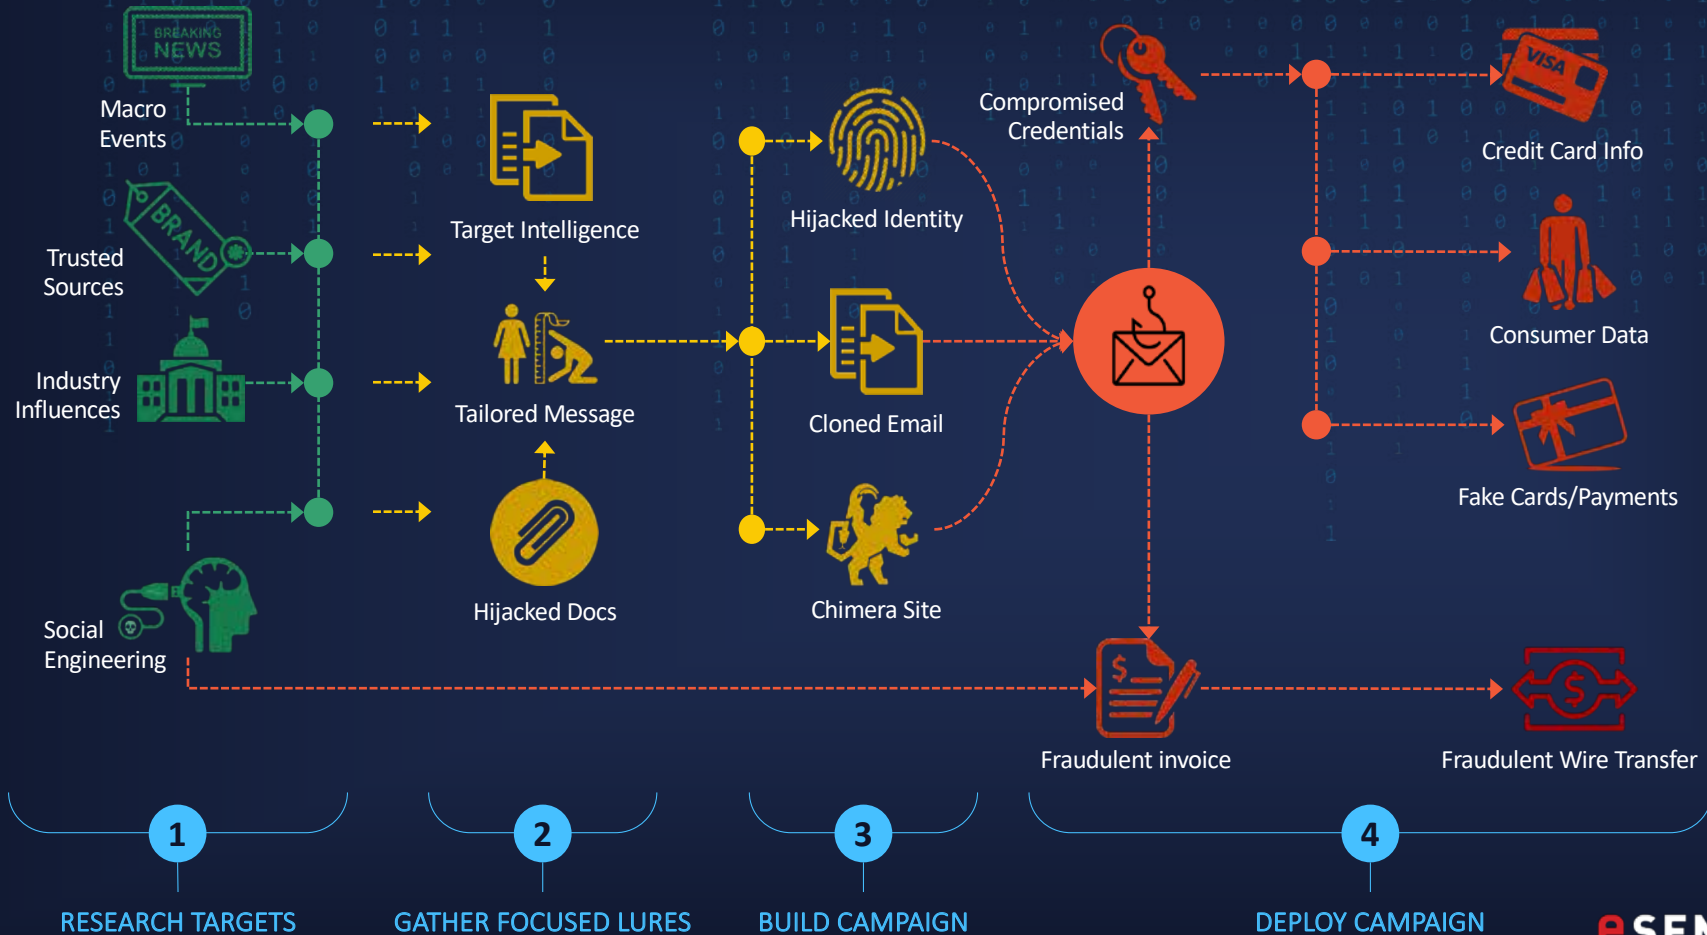 BREAKING
NEWS
Macro
Events
BRAND
Trusted
Sources
Industry
Influences
Social
Engineering
Target Intelligence
Tailored Message
Hijacked Docs
Hijacked Identity
Cloned Email
Chimera Site
Compromised
Credentials
$
Fraudulent invoice
VISA
Credit Card Info
Consumer Data
Fake Cards/Payments
$
Fraudulent Wire Transfer
1
RESEARCH TARGETS
2
GATHER FOCUSED LURES
3
BUILD CAMPAIGN
4
DEPLOY CAMPAIGN